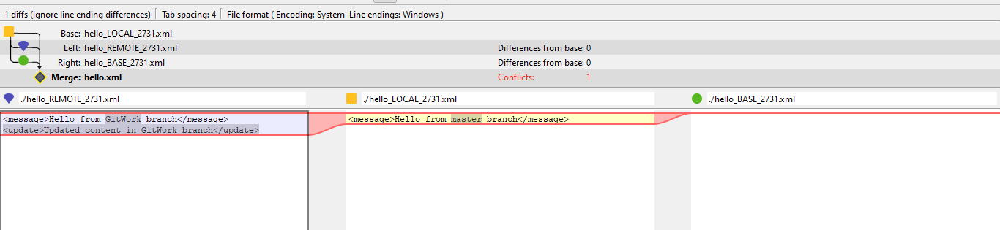 1 diffs (Ignore line ending differences) Tab spacing: 4 File format ( Encoding: System Line endings: Windows )
Base: hello_LOCAL_2731.xml
Left: hello_REMOTE_2731.xml Differences from base: 0
Right: hello_BASE_2731.xml Differences from base: 0
Merge: hello.xml Conflicts: 1
./hello_REMOTE_2731.xml ./hello_LOCAL_2731.xml ./hello_BASE_2731.xml
<message>Hello from GitWork branch</message> <message>Hello from master branch</message>
<update>Updated content in GitWork branch</update>